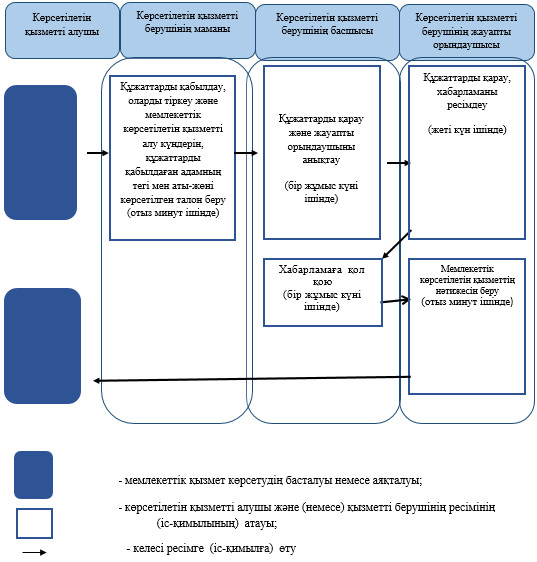 Көрсетілетін
қызметті алушы
Көрсетілетін қызметті
берушінің маманы
Көрсетілетін қызметті
берушінің басшысы
Көрсетілетін қызметті
берушінің жауапты
орындаушысы
Құжаттарды қабылдау,
оларды тіркеу және
мемлекеттік
көрсетілетін қызметті
алу күндерін,
құжаттарды
қабылдаған адамның
тегі мен аты-жөні
көрсетілген талон беру
(отыз минут ішінде)
Құжаттарды қарау
және жауапты
орындаушыны
анықтау
(бір жұмыс күні
ішінде)
Құжаттарды қарау,
хабарламаны
ресімдеу
(жеті күн ішінде)
Хабарламаға қол
қою
(бір жұмыс күні
ішінде)
Мемлекеттік
көрсетілетін қызметтің
нәтижесін беру
(отыз минут ішінде)
- мемлекеттік қызмет көрсетудің басталуы немесе аяқталуы;
- көрсетілетін қызметті алушы және (немесе) қызметті берушінің ресімінің
(іс-қимылының) атауы;
- келесі ресімге (іс-қимылға) өту